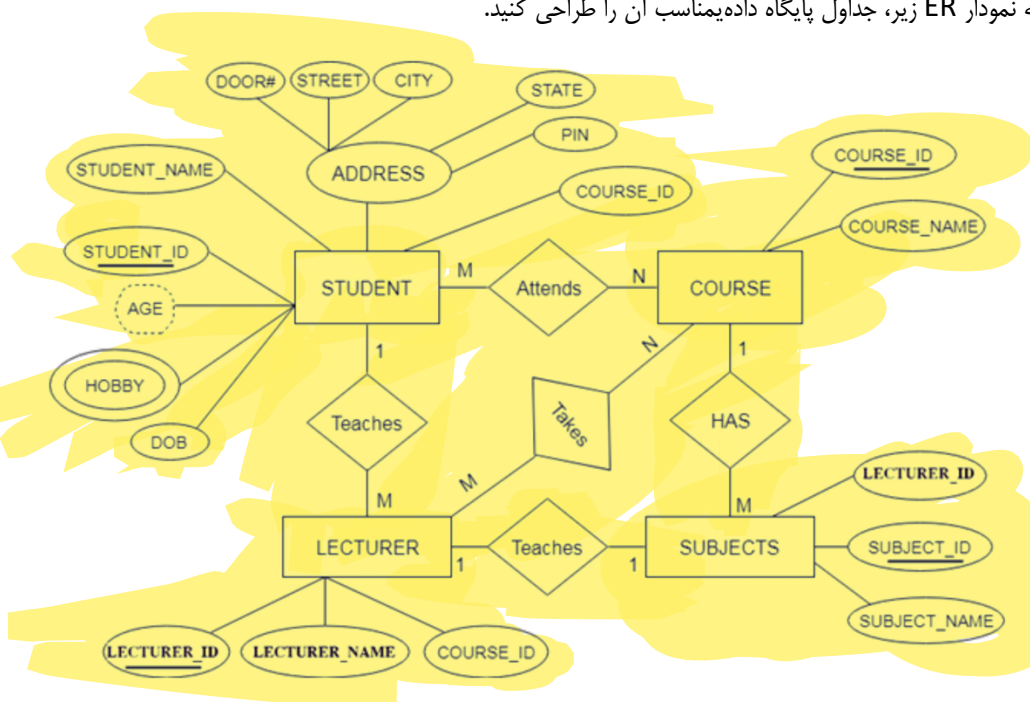 نمودار ER زیر، جداول پایگاه داده‌یمناسب آن را طراحی کنید.
DOOR# STREET CITY
STATE
PIN
STUDENT_NAME
ADDRESS
COURSE_ID
COURSE_ID
COURSE_NAME
STUDENT_ID
STUDENT
M
Attends
N
COURSE
AGE
1
N
1
HOBBY
Teaches
Takes
HAS
DOB
M
M
M
LECTURER_ID
LECTURER
1
Teaches
1
SUBJECTS
SUBJECT_ID
SUBJECT_NAME
LECTURER_ID LECTURER_NAME COURSE_ID